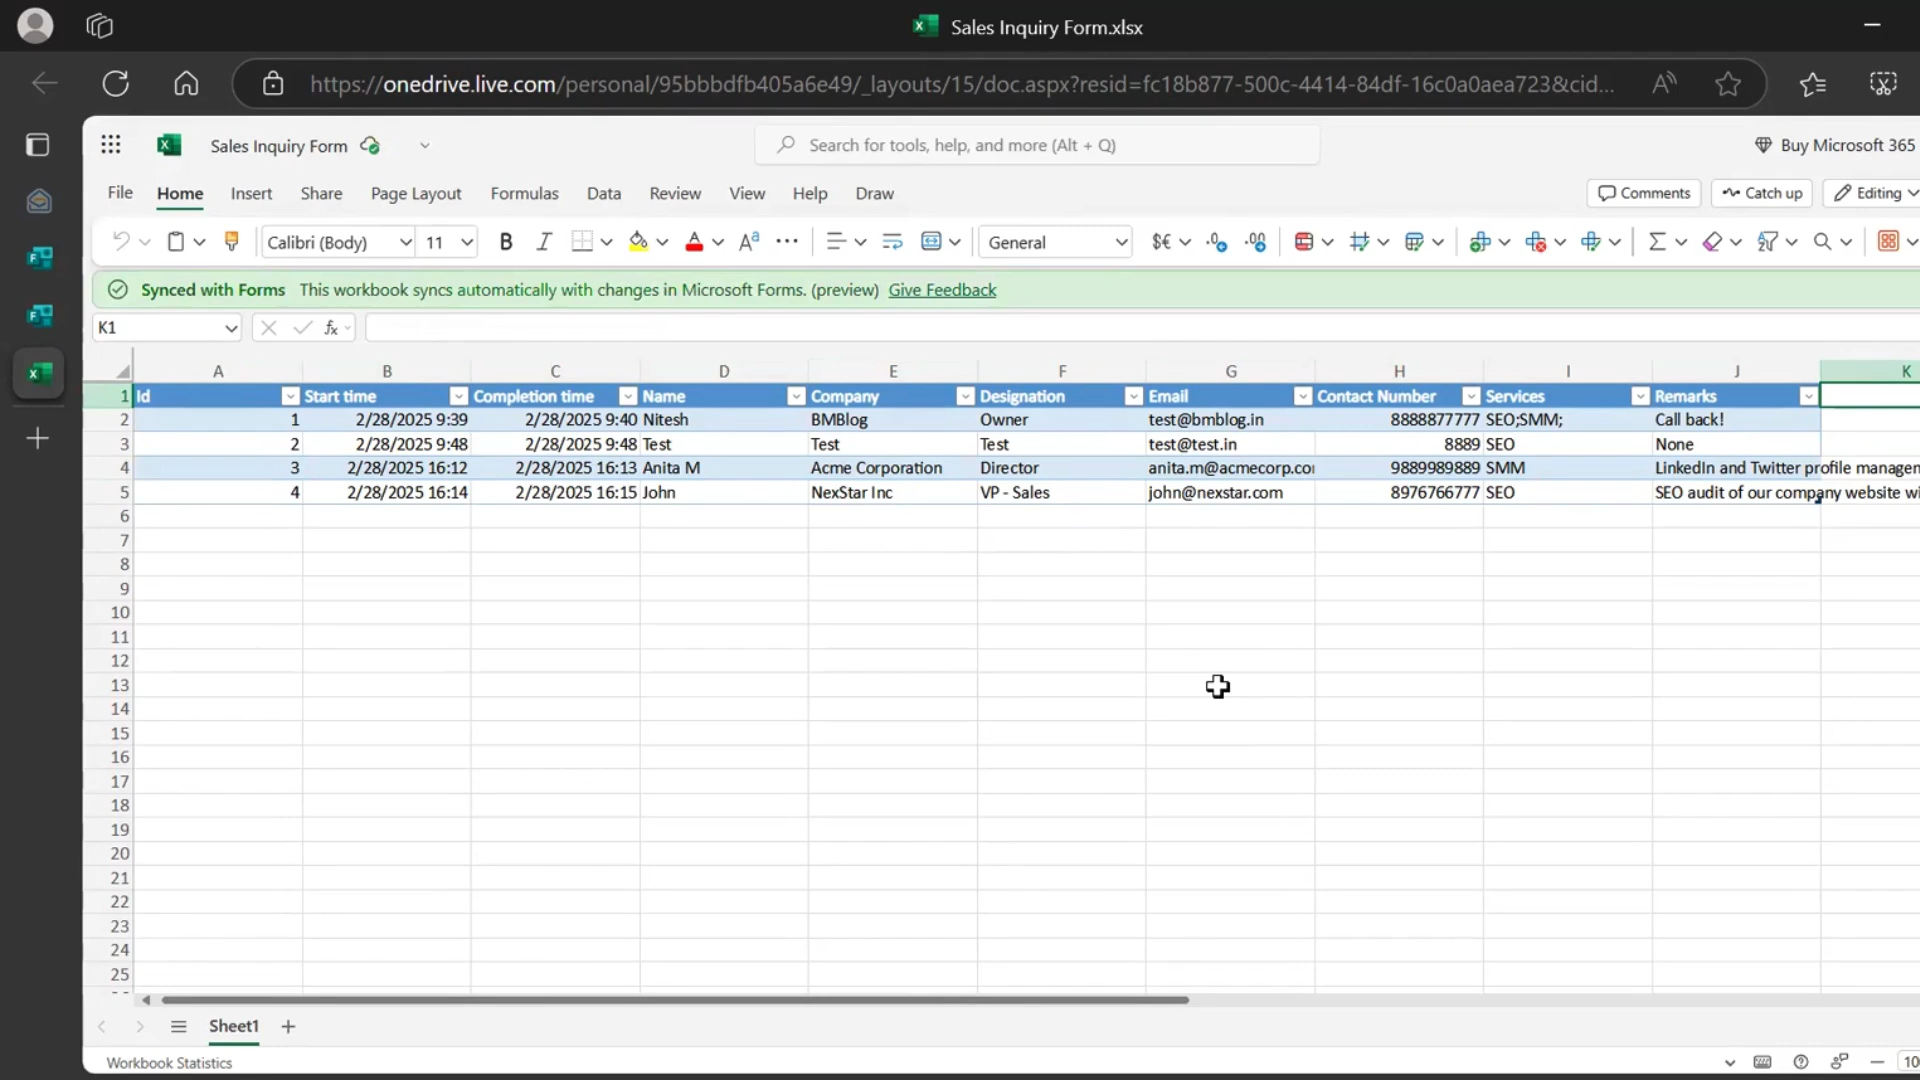 Sales Inquiry Form.xlsx
https://onedrive.live.com/personal/95bbbdfb405a6e49/_layouts/15/doc.aspx?resid=fc18b877-500c-4414-84df-16c0a0aea723&cid...
Sales Inquiry Form
Search for tools, help, and more (Alt + Q)
Buy Microsoft 365
File Home Insert Share Page Layout Formulas Data Review View Help Draw Comments Catch up Editing
Calibri (Body) 11 B I General
Synced with Forms This workbook syncs automatically with changes in Microsoft Forms. (preview) Give Feedback
K1 fx
A B C D E F G H I J K
1 Id Start time Completion time Name Company Designation Email Contact Number Services Remarks
2 1 2/28/2025 9:39 2/28/2025 9:40 Nitesh BMBlog Owner test@bmblog.in 8888877777 SEO;SMM; Call back!
3 2 2/28/2025 9:48 2/28/2025 9:48 Test Test Test test@test.in 8889 SEO None
4 3 2/28/2025 16:12 2/28/2025 16:13 Anita M Acme Corporation Director anita.m@acmecorp.co 9889989889 SMM LinkedIn and Twitter profile managen
5 4 2/28/2025 16:14 2/28/2025 16:15 John NexStar Inc VP - Sales john@nexstar.com 8976766777 SEO SEO audit of our company website wi
6
7
8
9
10
11
12
13
14
15
16
17
18
19
20
21
22
23
24
25
Sheet1
Workbook Statistics